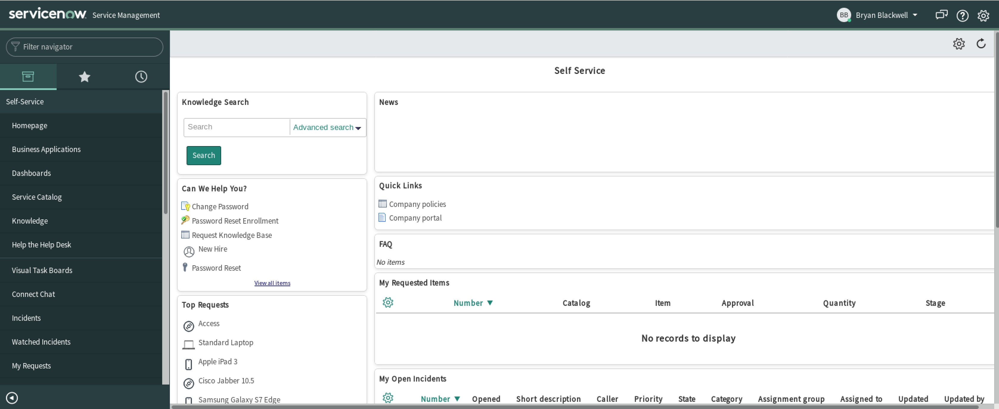 servicenow Service Management
BB Bryan Blackwell
Filter navigator
Self-Service
Homepage
Business Applications
Dashboards
Service Catalog
Knowledge
Help the Help Desk
Visual Task Boards
Connect Chat
Incidents
Watched Incidents
My Requests
Self Service
Knowledge Search
Search Advanced search
Search
Can We Help You?
Change Password
Password Reset Enrollment
Request Knowledge Base
New Hire
Password Reset
View all items
Top Requests
Access
Standard Laptop
Apple iPad 3
Cisco Jabber 10.5
Samsung Galaxy S7 Edge
News
Quick Links
Company policies
Company portal
FAQ
No items
My Requested Items
Number Catalog Item Approval Quantity Stage
No records to display
My Open Incidents
Number Opened Short description Caller Priority State Category Assignment group Assigned to Updated Updated by